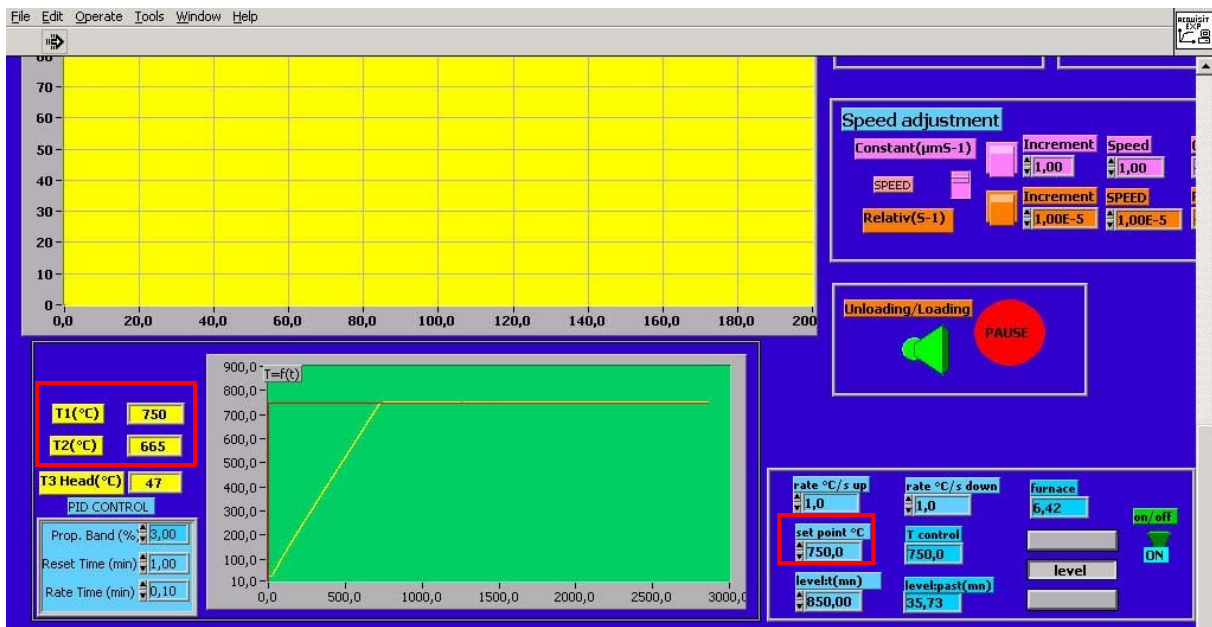 File Edit Operate Tools Window Help
Acquisit
EXP
70
60
50
40
30
20
10
0
0,0 20,0 40,0 60,0 80,0 100,0 120,0 140,0 160,0 180,0 200
Speed adjustment
Constant(µmS-1) Increment Speed
1,00 1,00
SPEED
Relativ(S-1) Increment SPEED
1,00E-5 1,00E-5
Unloading/Loading
PAUSE
T1(°C) 750
T2(°C) 665
T3 Head(°C) 47
PID CONTROL
Prop. Band (%) 3,00
Reset Time (min) 1,00
Rate Time (min) 0,10
T=f(t)
900,0
800,0
700,0
600,0
500,0
400,0
300,0
200,0
100,0
10,0
0,0 500,0 1000,0 1500,0 2000,0 2500,0 3000,0
rate °C/s up rate °C/s down furnace
1,0 1,0 6,42
on/off
set point °C T control
750,0 750,0
ON
level
level:t(mn) level:past(mn)
850,00 35,73